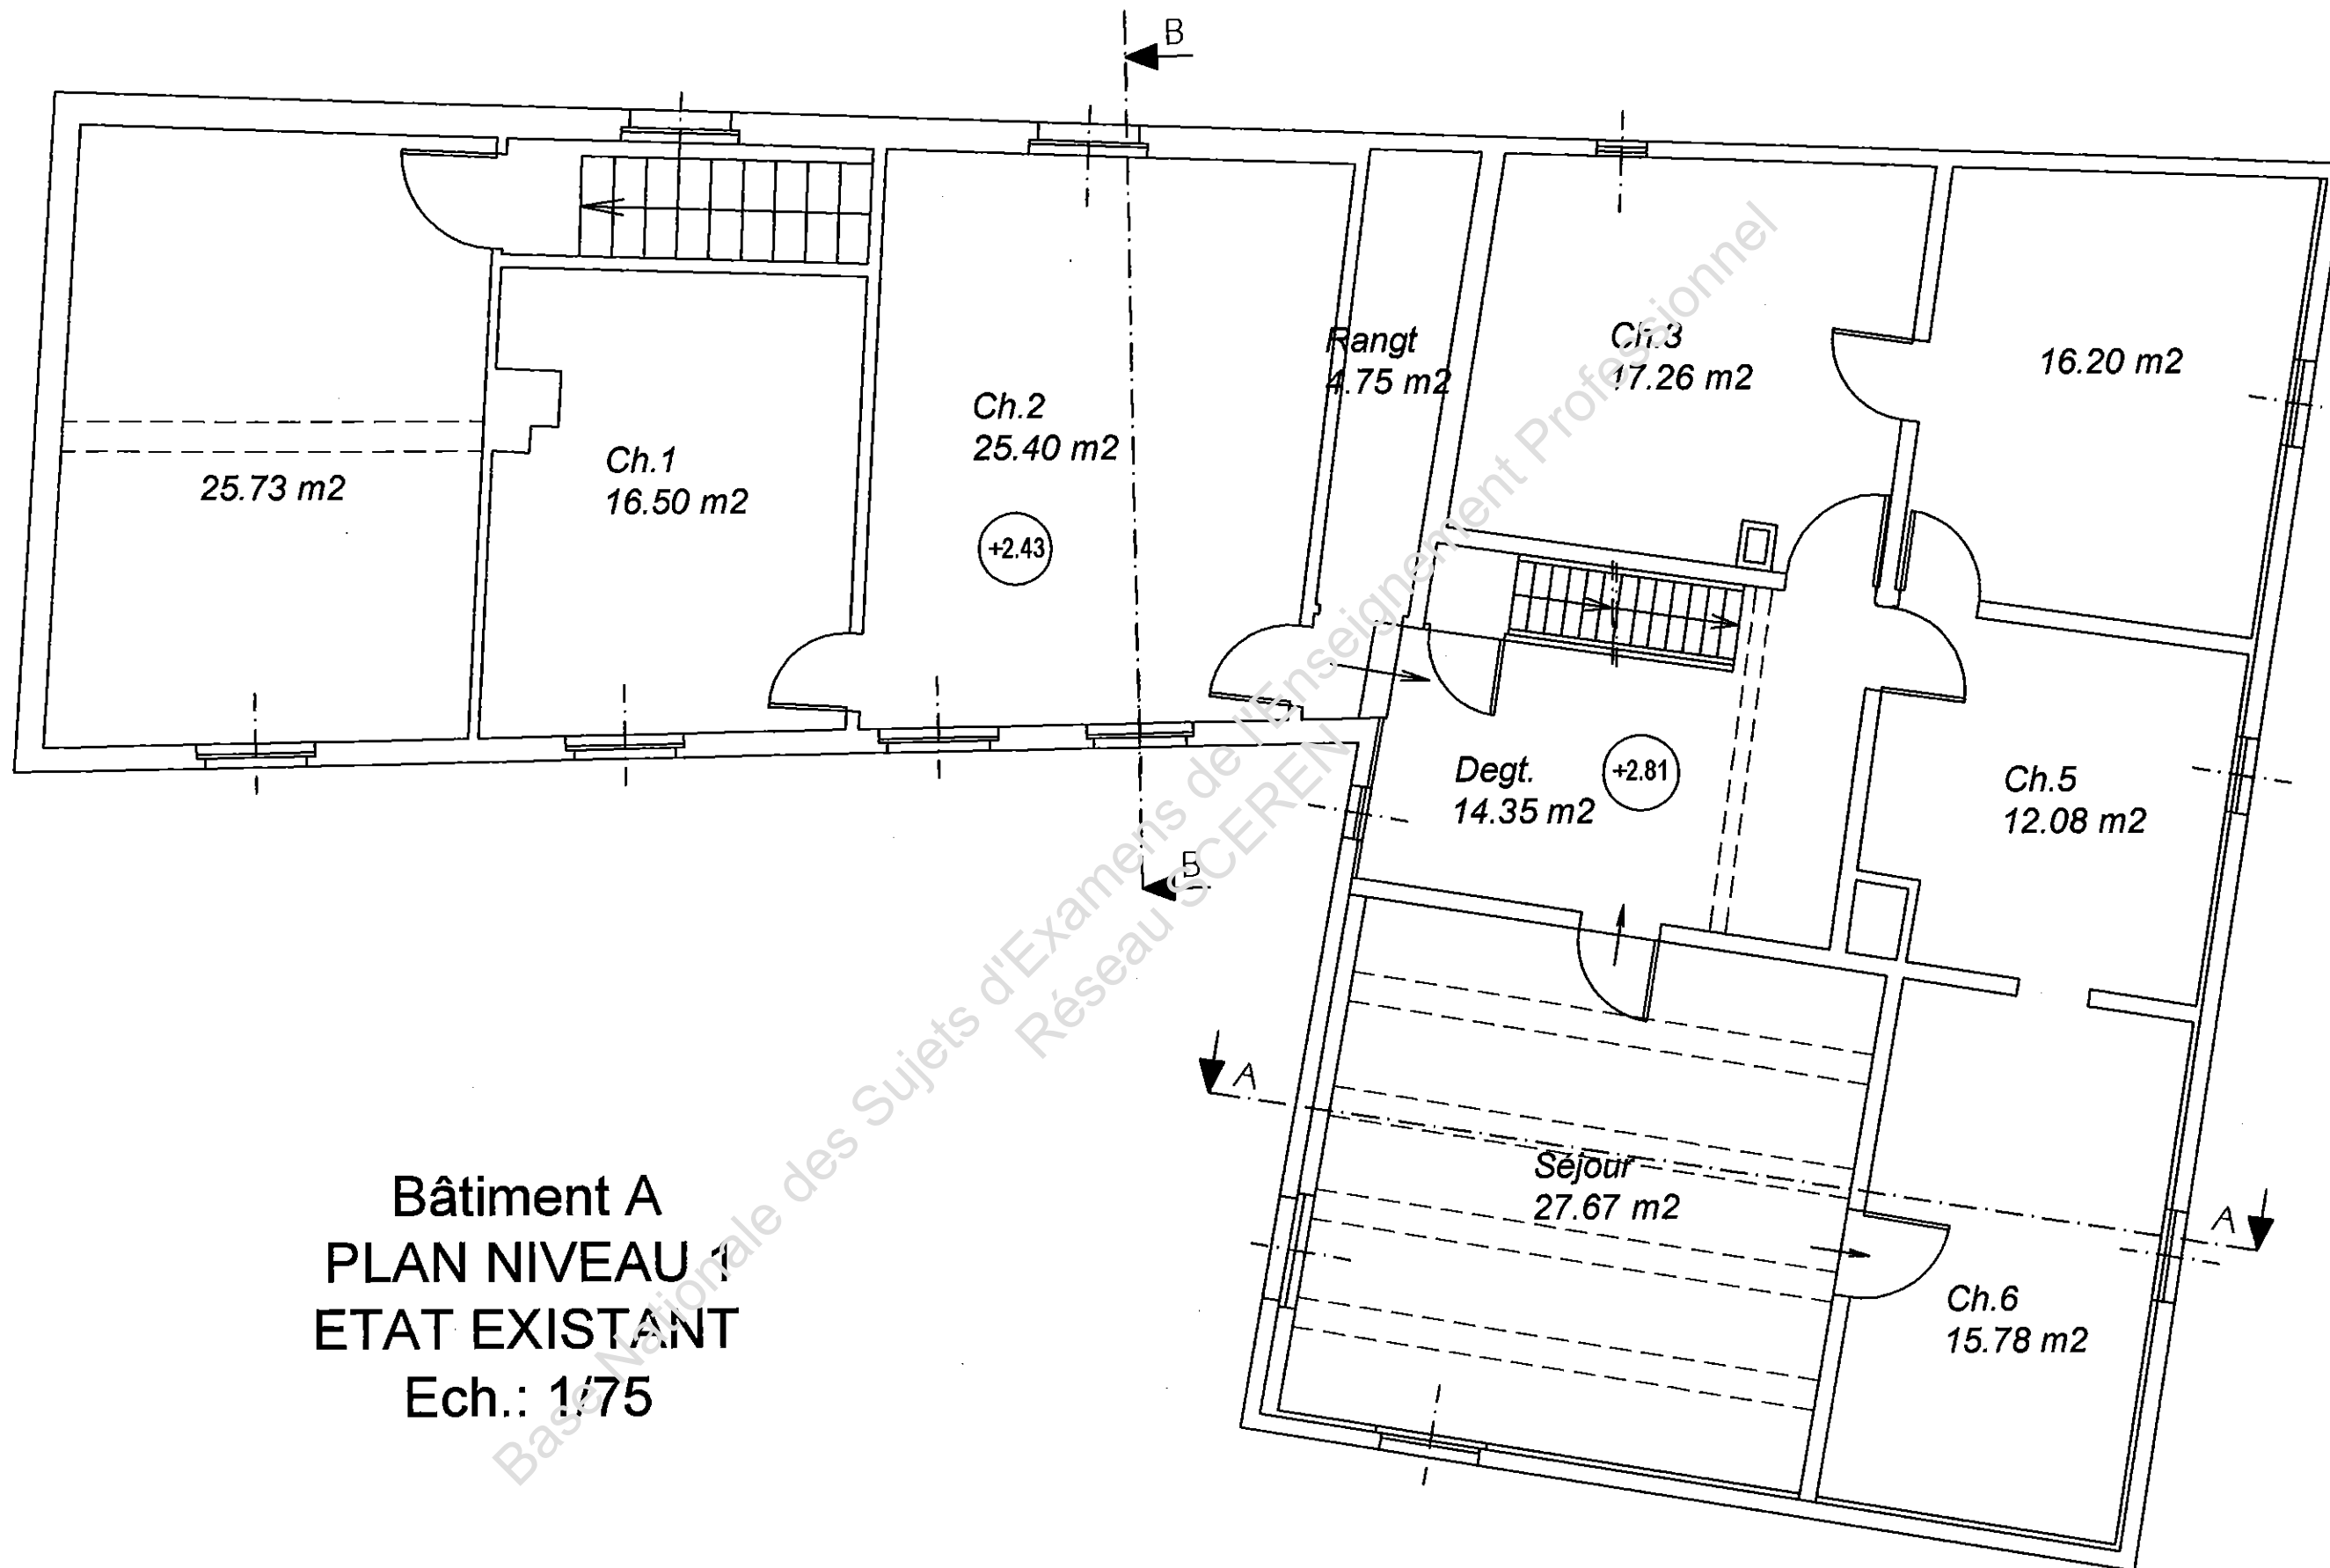 B
Rangt
4.75 m2
Ch.3
17.26 m2
16.20 m2
Ch.2
25.40 m2
Ch.1
16.50 m2
25.73 m2
+2.43
Degt.
14.35 m2
+2.81
Ch.5
12.08 m2
B
A
Séjour
27.67 m2
A
Ch.6
15.78 m2
Bâtiment A
PLAN NIVEAU 1
ETAT EXISTANT
Ech.: 1/75
Base Nationale des Sujets d'Examens de l'Enseignement Professionnel
Réseau SCEREN